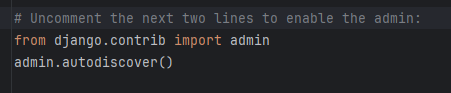 # Uncomment the next two lines to enable the admin:
from django.contrib import admin
admin.autodiscover()